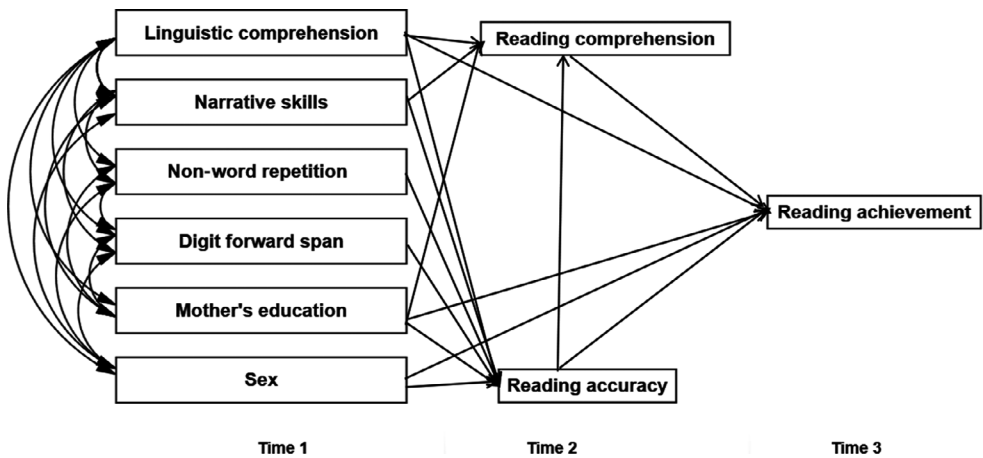 Linguistic comprehension
Reading comprehension
Narrative skills
Non-word repetition
Reading achievement
Digit forward span
Mother's education
Sex
Reading accuracy
Time 1
Time 2
Time 3